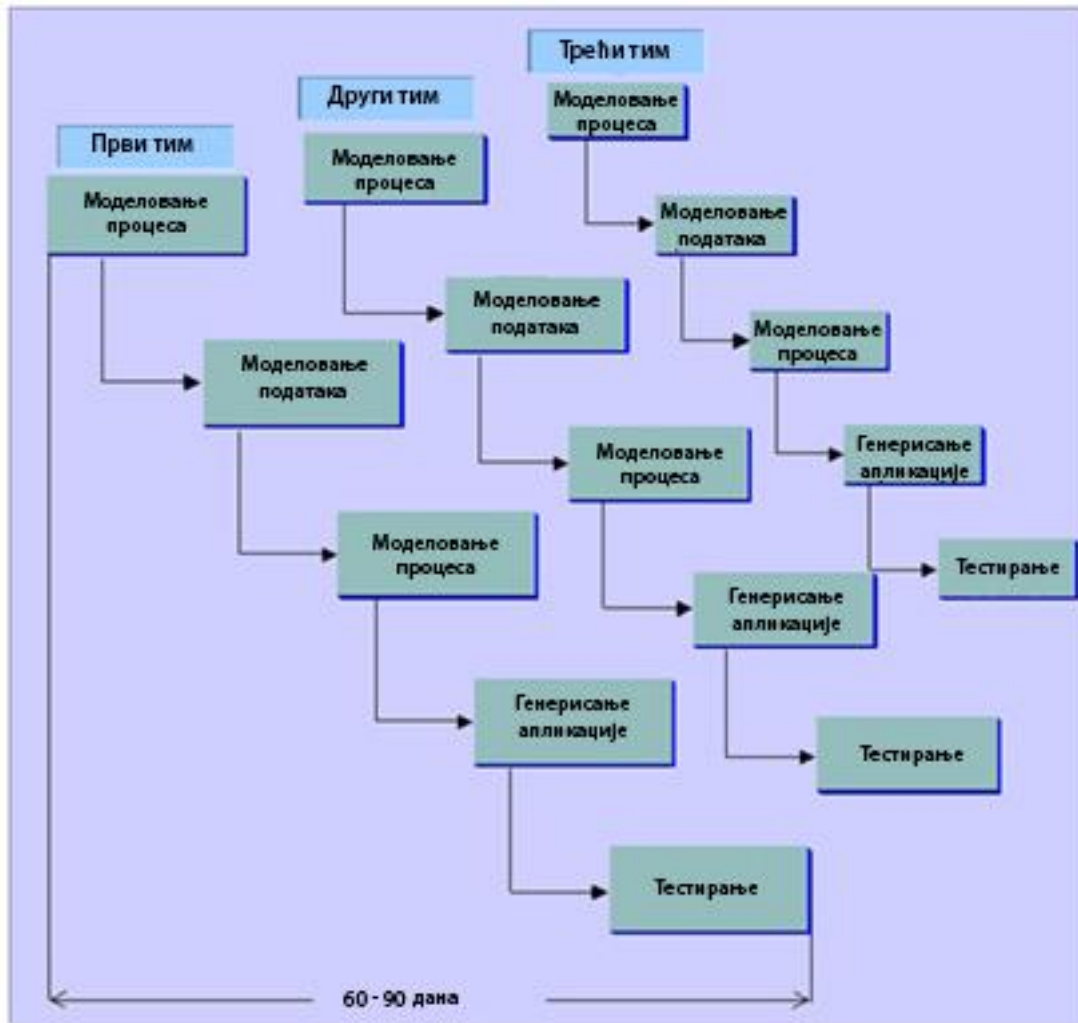 Трећи тим
Моделовање
процеса
Други тим
Моделовање
процеса
Први тим
Моделовање
процеса
Моделовање
података
Моделовање
података
Моделовање
процеса
Моделовање
података
Генерисање
апликације
Моделовање
процеса
Тестирање
Моделовање
процеса
Генерисање
апликације
Генерисање
апликације
Тестирање
Тестирање
60 - 90 дана